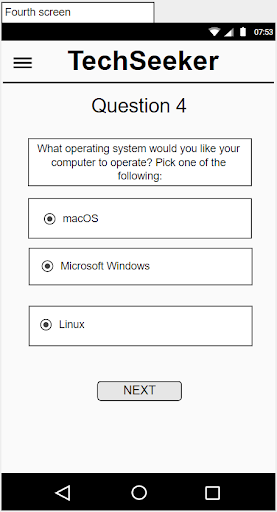 Fourth screen
07:53
TechSeeker
Question 4
What operating system would you like your
computer to operate? Pick one of the
following:
macOS
Microsoft Windows
Linux
NEXT